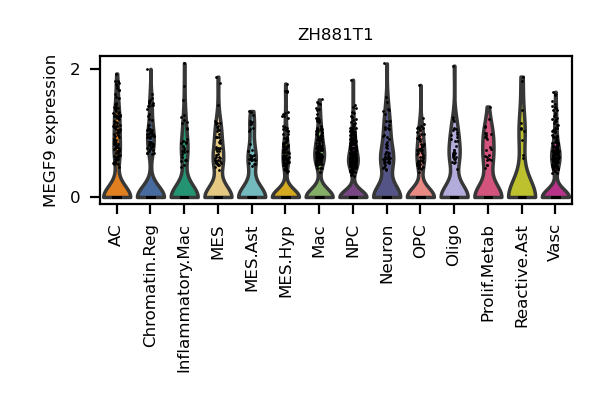 ZH881T1
MEGF9 expression
2
0
AC
Chromatin.Reg
Inflammatory.Mac
MES
MES.Ast
MES.Hyp
Mac
NPC
Neuron
OPC
Oligo
Prolif.Metab
Reactive.Ast
Vasc